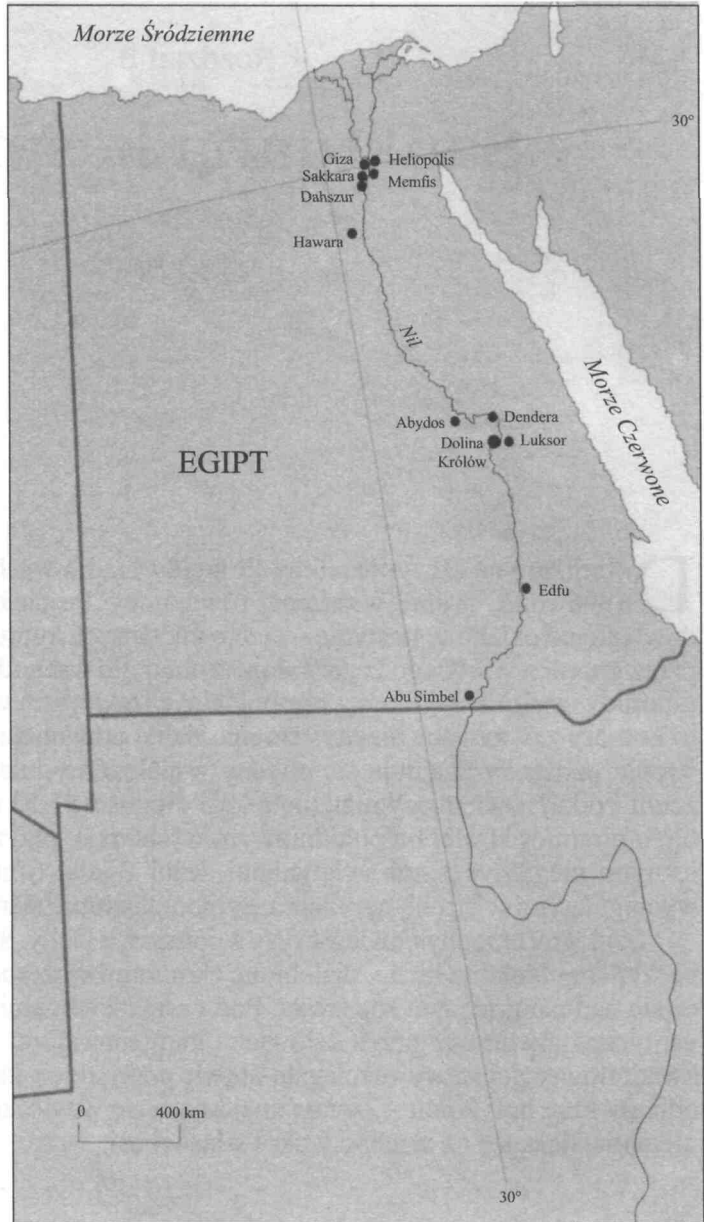 Morze Śródziemne
30°
Giza
Heliopolis
Sakkara
Memfis
Dahszur
Hawara
Nil
Morze Czerwone
Abydos
Dendera
Dolina
Królów
Luksor
EGIPT
Edfu
Abu Simbel
0 400 km
30°